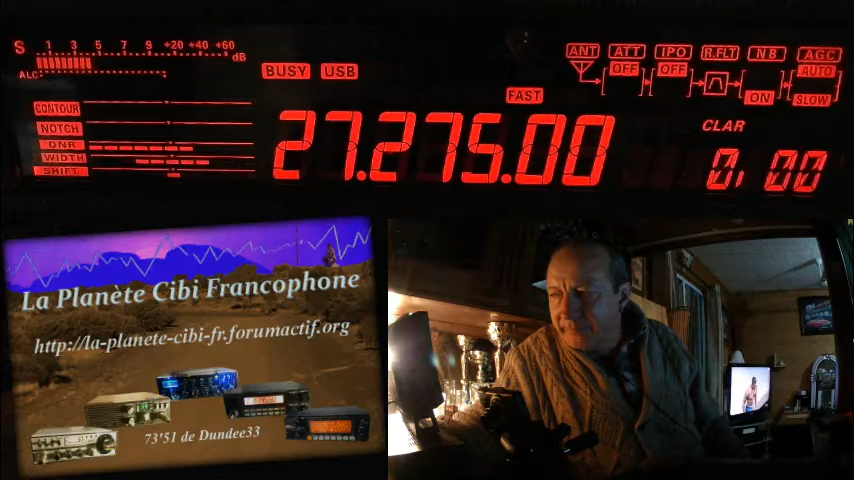 S 1 3 5 7 9 +20 +40 +60 dB
ALC
BUSY USB
ANT ATT IPO R.FLT NB AGC
OFF OFF AUTO
ON SLOW
FAST
CONTOUR
NOTCH
DNR
WIDTH
SHIFT
27.275.00
CLAR
0.00
La Planète Cibi Francophone
http://la-planete-cibi-fr.forumactif.org
73'51 de Dundee33